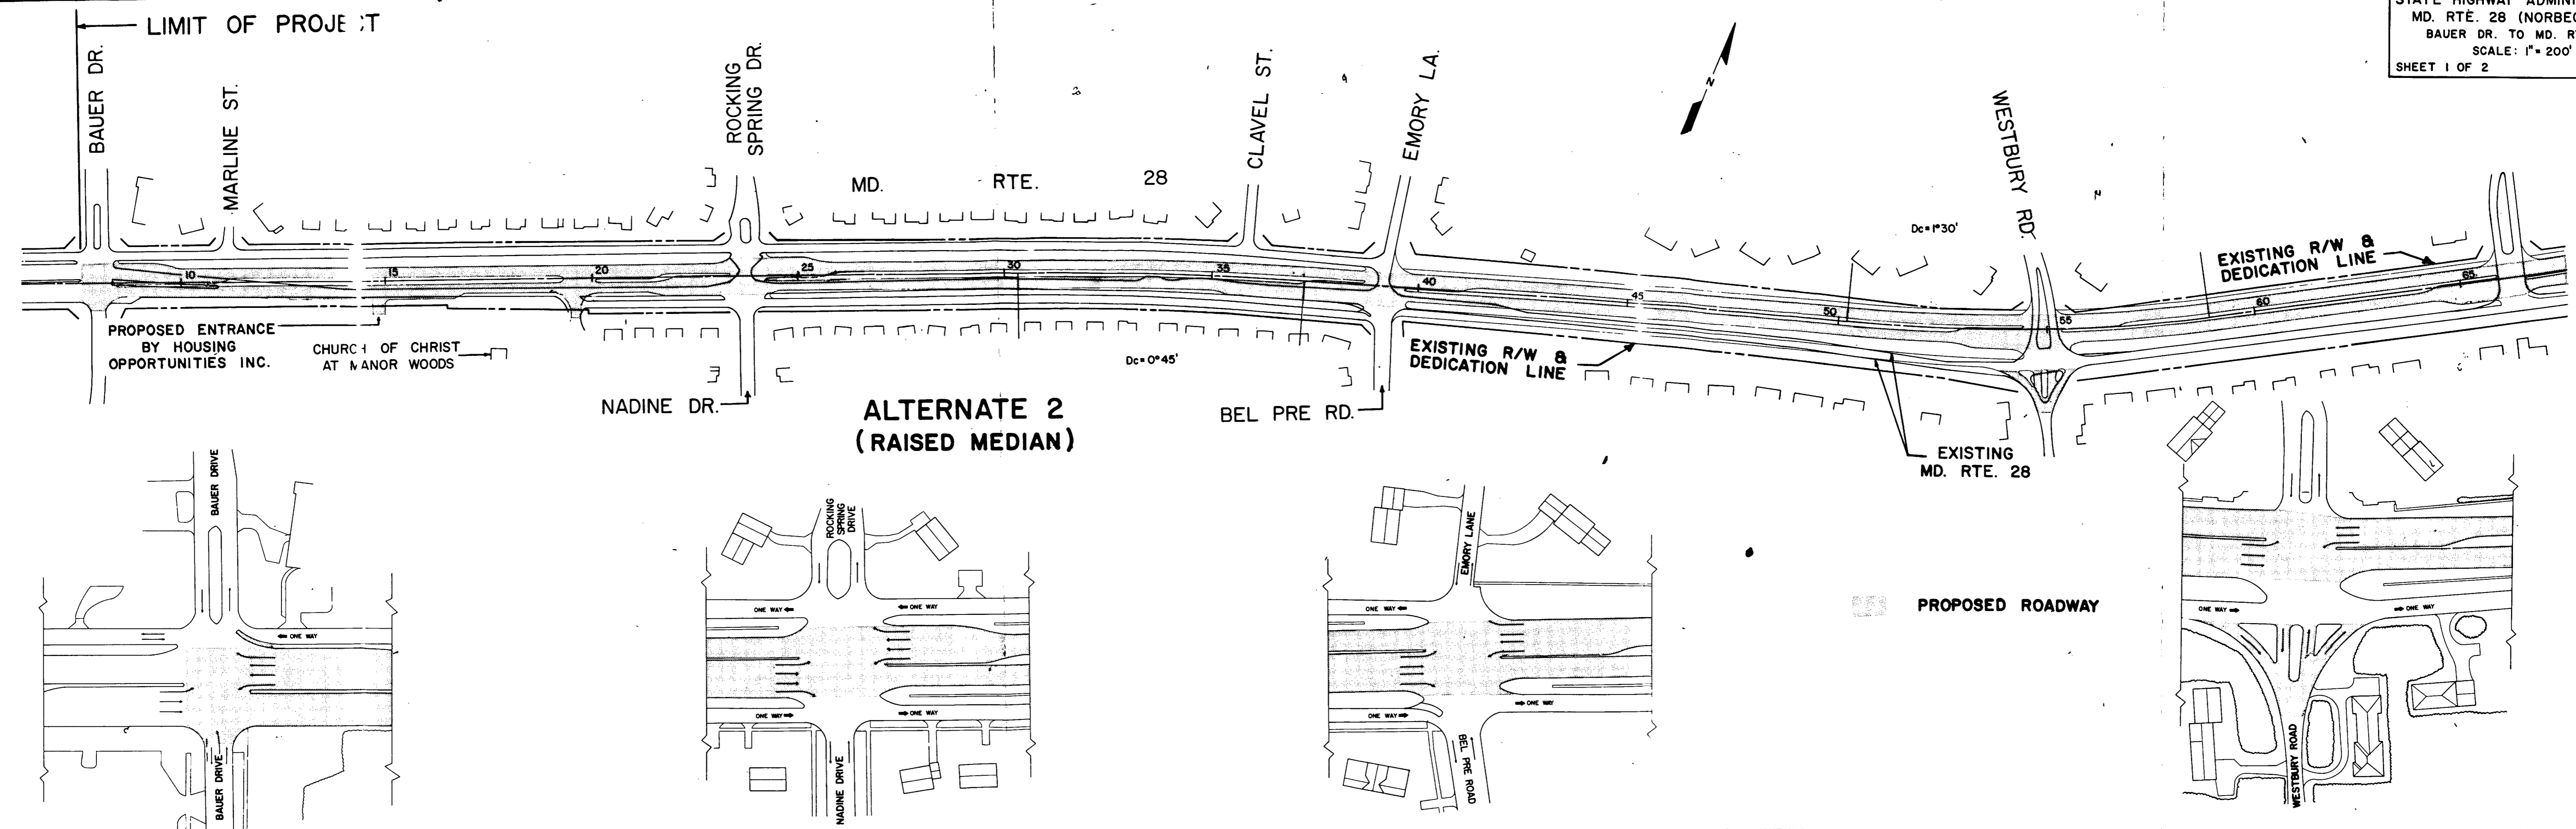 LIMIT OF PROJECT
STATE HIGHWAY
MD. RTE. 28
BAUER DR. TO MD.
SCALE: 1" = 200'
SHEET 1 OF 2
BAUER DR.
MARLINE ST.
ROCKING
SPRING DR.
CLAVEL ST.
EMORY LA.
N
WESTBURY RD.
MD. RTE. 28
Dc = 1°30'
EXISTING R/W &
DEDICATION LINE
10
15
20
25
30
35
40
45
50
55
60
65
PROPOSED ENTRANCE
BY HOUSING
OPPORTUNITIES INC.
CHURCH OF CHRIST
AT MANOR WOODS
Dc = 0°45'
EXISTING R/W &
DEDICATION LINE
NADINE DR.
ALTERNATE 2
(RAISED MEDIAN)
BEL PRE RD.
EXISTING
MD. RTE. 28
BAUER DRIVE
ONE WAY
BAUER DRIVE
ROCKING
SPRING
DRIVE
ONE WAY
ONE WAY
ONE WAY
ONE WAY
NADINE DRIVE
EMORY LANE
ONE WAY
ONE WAY
ONE WAY
BEL PRE ROAD
PROPOSED ROADWAY
ONE WAY
ONE WAY
WESTBURY ROAD